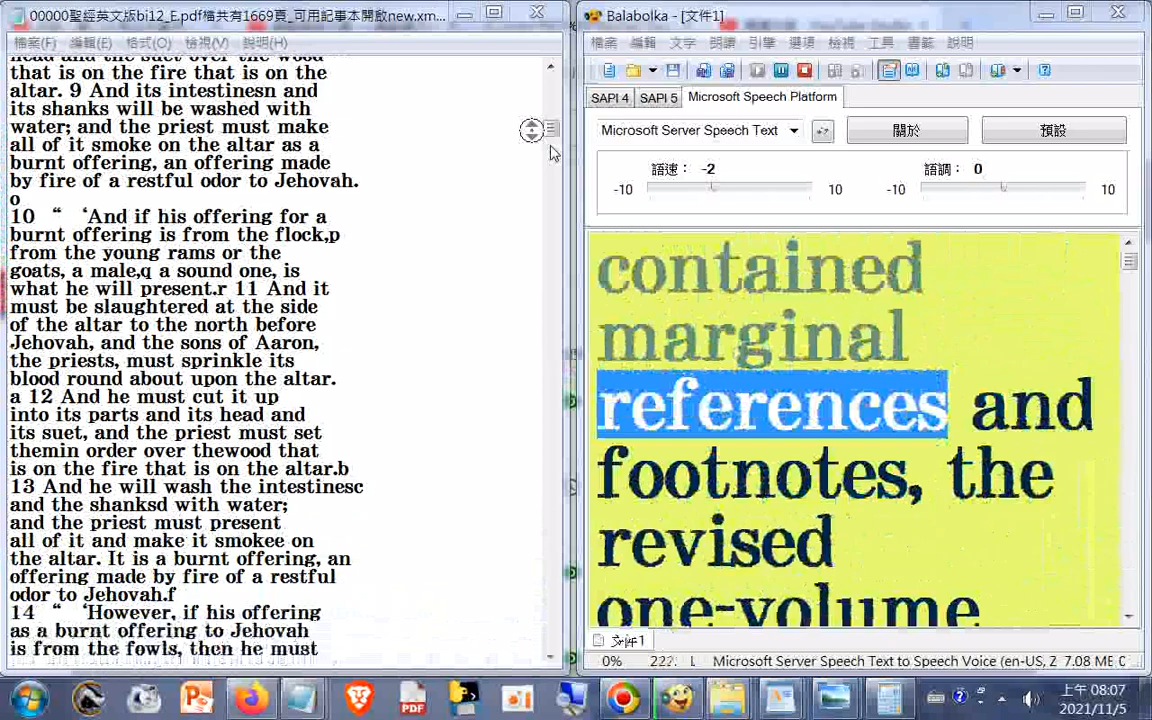 00000聖經英文版bi12_E.pdf檔共有1669頁_可用記事本開啟new.xm...
檔案(F) 編輯(E) 格式(O) 檢視(V) 說明(H)
head and the suet over the wood
that is on the fire that is on the
altar. 9 And its intestinesn and
its shanks will be washed with
water; and the priest must make
all of it smoke on the altar as a
burnt offering, an offering made
by fire of a restful odor to Jehovah.
o
10 “ ‘And if his offering for a
burnt offering is from the flock,p
from the young rams or the
goats, a male,q a sound one, is
what he will present.r 11 And it
must be slaughtered at the side
of the altar to the north before
Jehovah, and the sons of Aaron,
the priests, must sprinkle its
blood round about upon the altar.
a 12 And he must cut it up
into its parts and its head and
its suet, and the priest must set
themin order over thewood that
is on the fire that is on the altar.b
13 And he will wash the intestinesc
and the shanksd with water;
and the priest must present
all of it and make it smokee on
the altar. It is a burnt offering, an
offering made by fire of a restful
odor to Jehovah.f
14 “ ‘However, if his offering
as a burnt offering to Jehovah
is from the fowls, then he must
Balabolka - [文件1]
檔案 編輯 文字 朗讀 引擎 選項 檢視 工具 書籤 說明
SAPI 4 SAPI 5 Microsoft Speech Platform
Microsoft Server Speech Text 關於 預設
語速： -2 語調： 0
-10 10 -10 10
contained
marginal
references and
footnotes, the
revised
one-volume
文件1
0% 222: 1 Microsoft Server Speech Text to Speech Voice (en-US, 2 7.08 ME 0
PDF
上午 08:07
2021/11/5